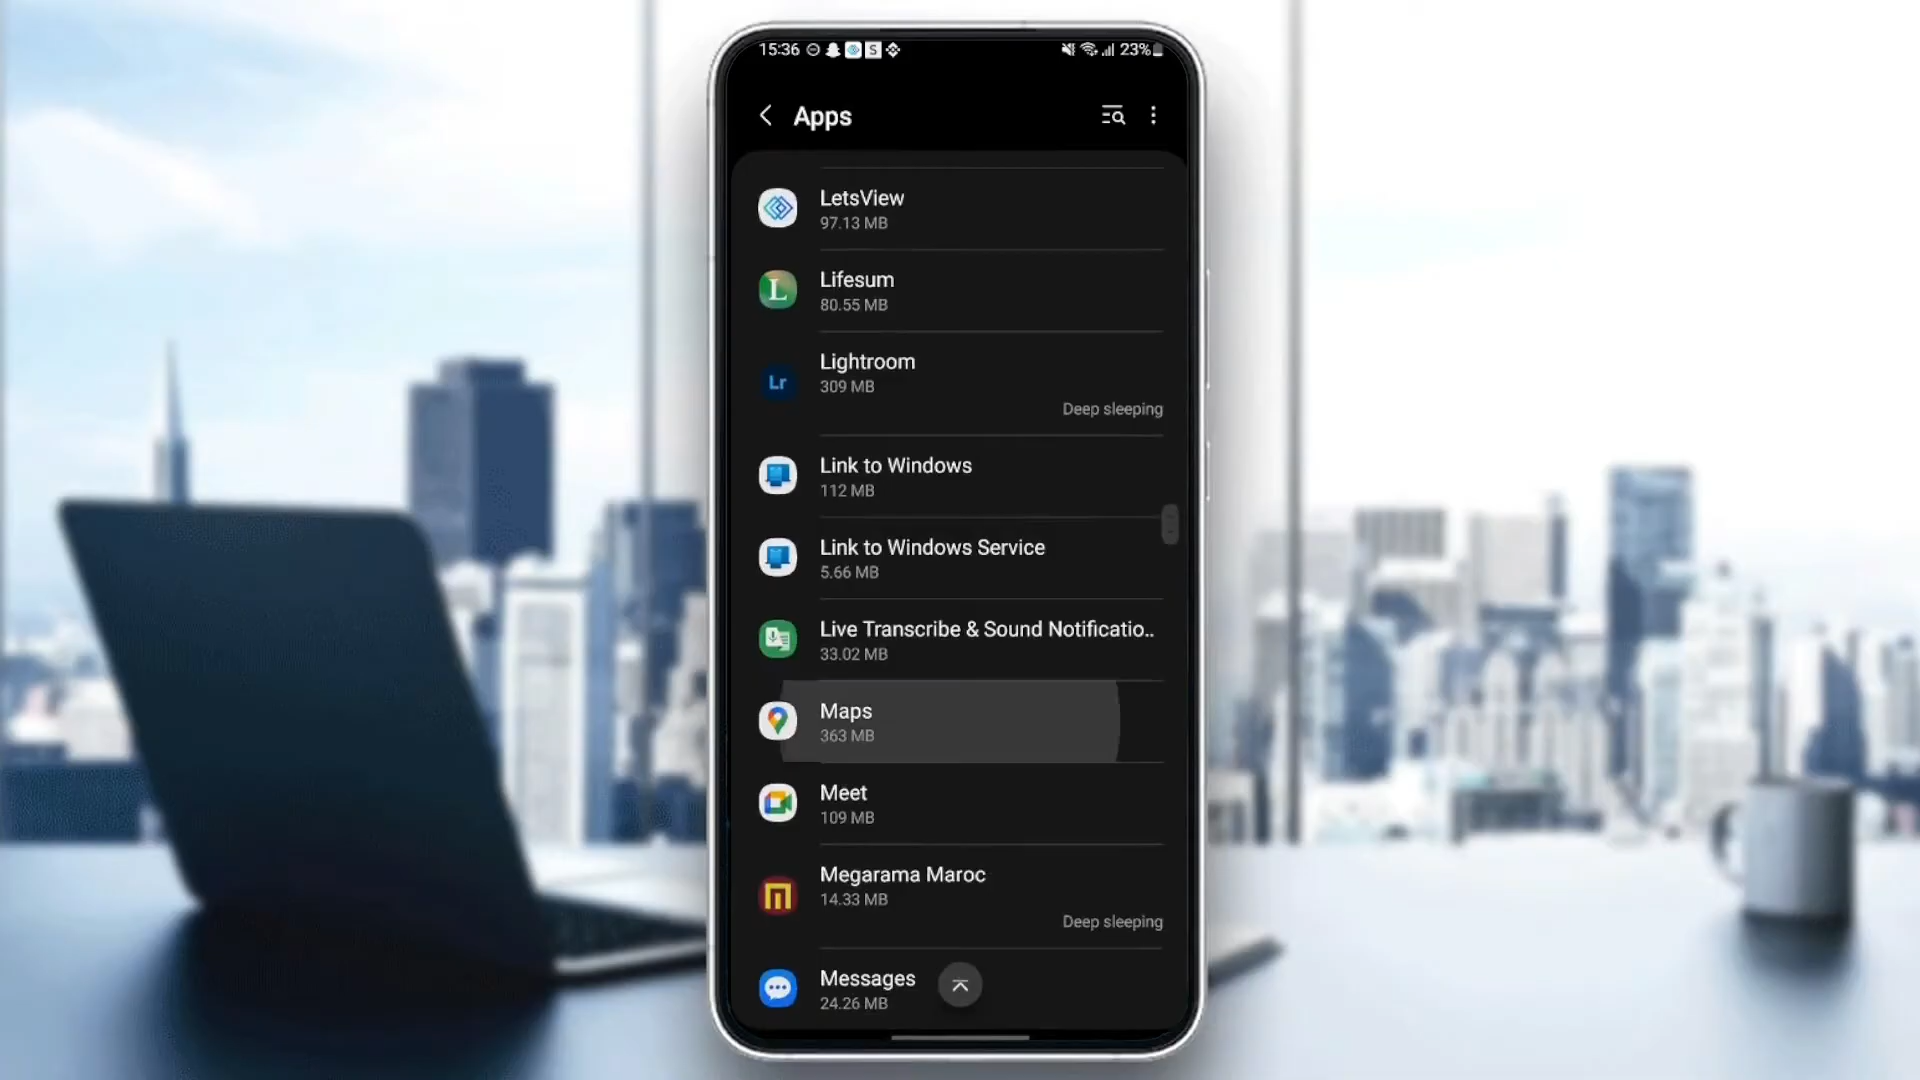 15:36 S 23%
Apps
LetsView
97.13 MB
L
Lifesum
80.55 MB
Lr
Lightroom
309 MB
Deep sleeping
Link to Windows
112 MB
Link to Windows Service
5.66 MB
Live Transcribe & Sound Notificatio..
33.02 MB
Maps
363 MB
Meet
109 MB
Megarama Maroc
14.33 MB
Deep sleeping
Messages
24.26 MB